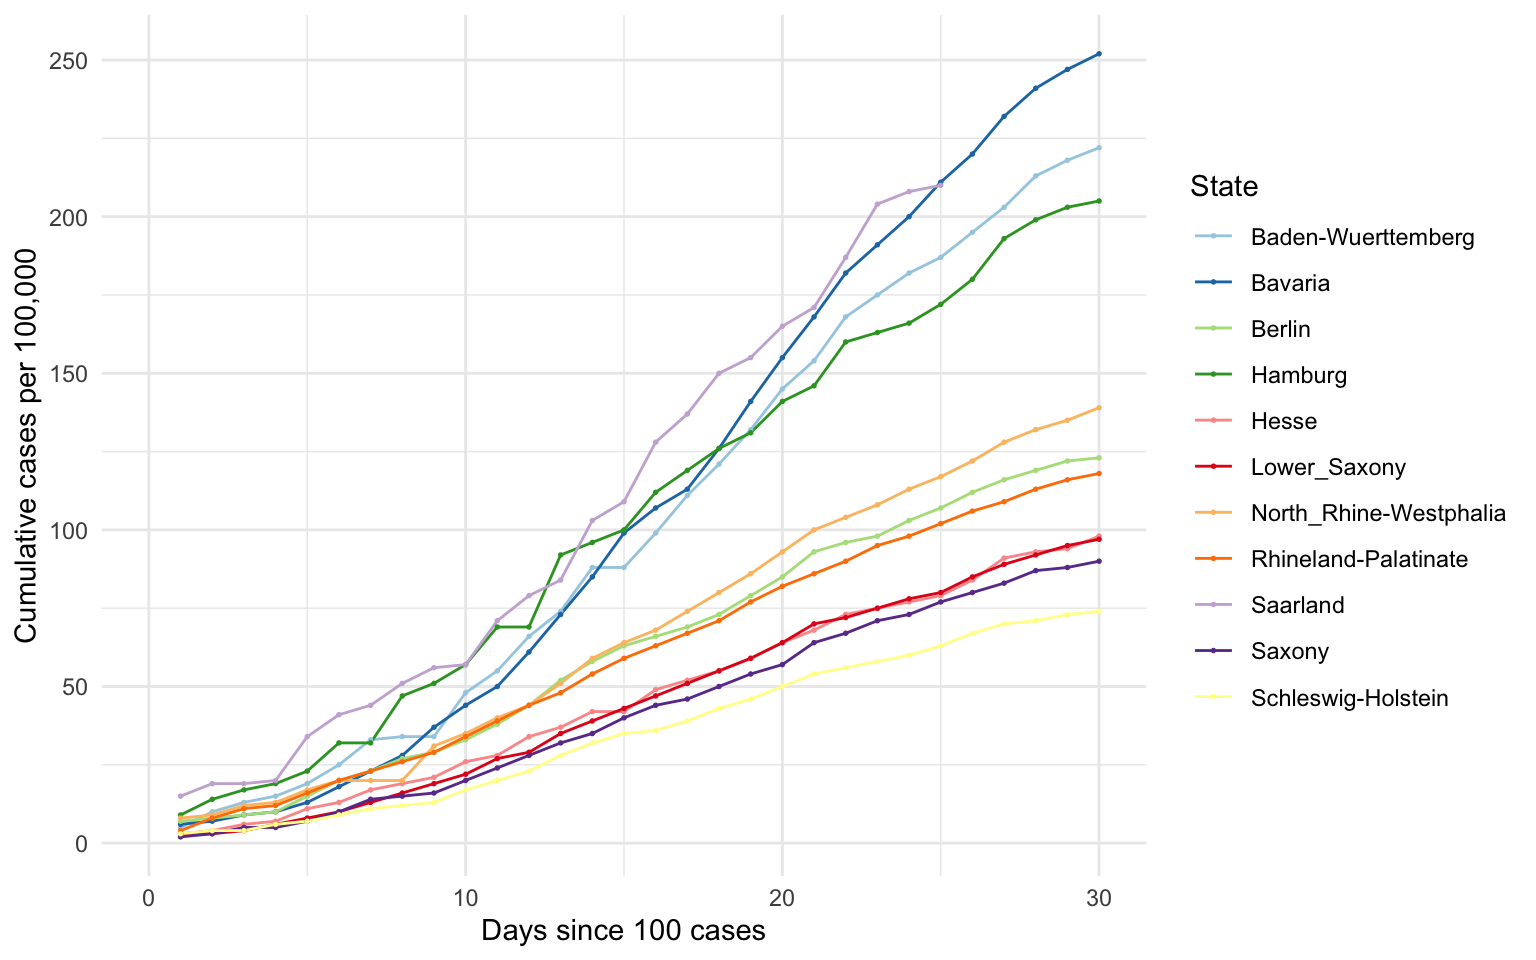 250
200
150
100
50
0
Cumulative cases per 100,000
0 10 20 30
Days since 100 cases
State
Baden-Wuerttemberg
Bavaria
Berlin
Hamburg
Hesse
Lower_Saxony
North_Rhine-Westphalia
Rhineland-Palatinate
Saarland
Saxony
Schleswig-Holstein